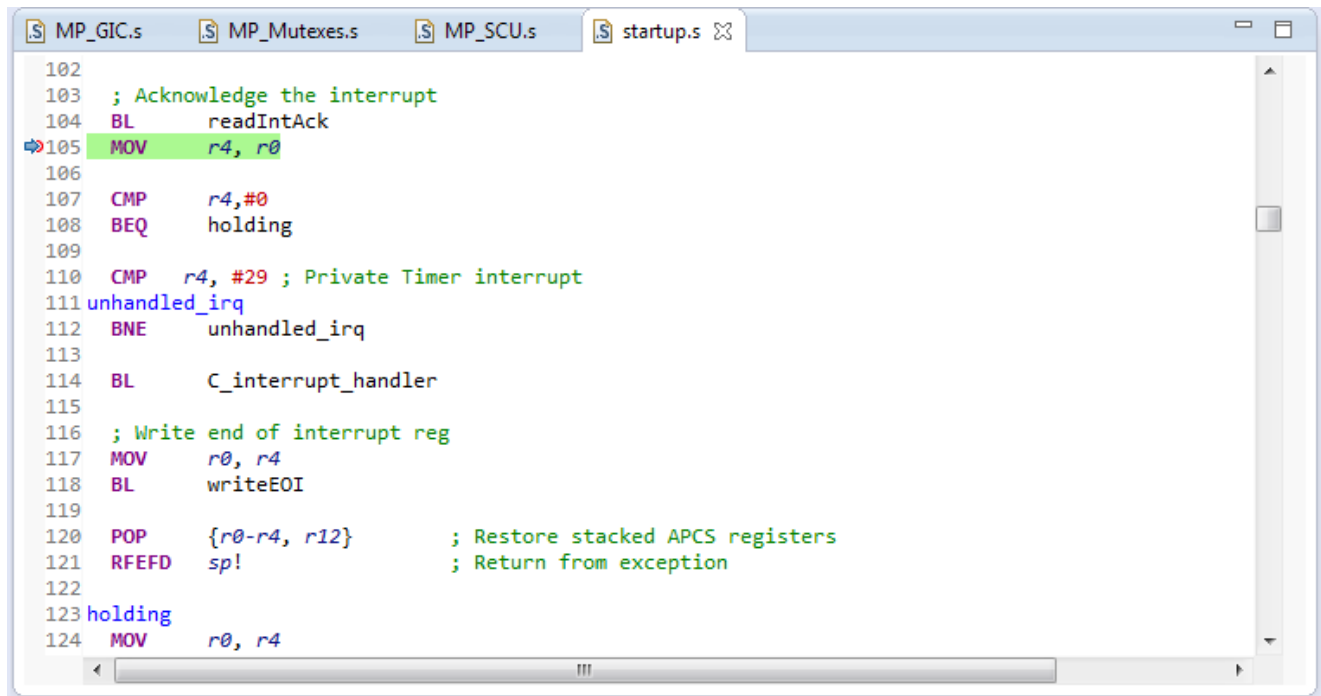 MP_GIC.s MP_Mutexes.s MP_SCU.s startup.s
102
103 ; Acknowledge the interrupt
104 BL readIntAck
105 MOV r4, r0
106
107 CMP r4,#0
108 BEQ holding
109
110 CMP r4, #29 ; Private Timer interrupt
111 unhandled_irq
112 BNE unhandled_irq
113
114 BL C_interrupt_handler
115
116 ; Write end of interrupt reg
117 MOV r0, r4
118 BL writeEOI
119
120 POP {r0-r4, r12} ; Restore stacked APCS registers
121 RFEFD sp! ; Return from exception
122
123 holding
124 MOV r0, r4